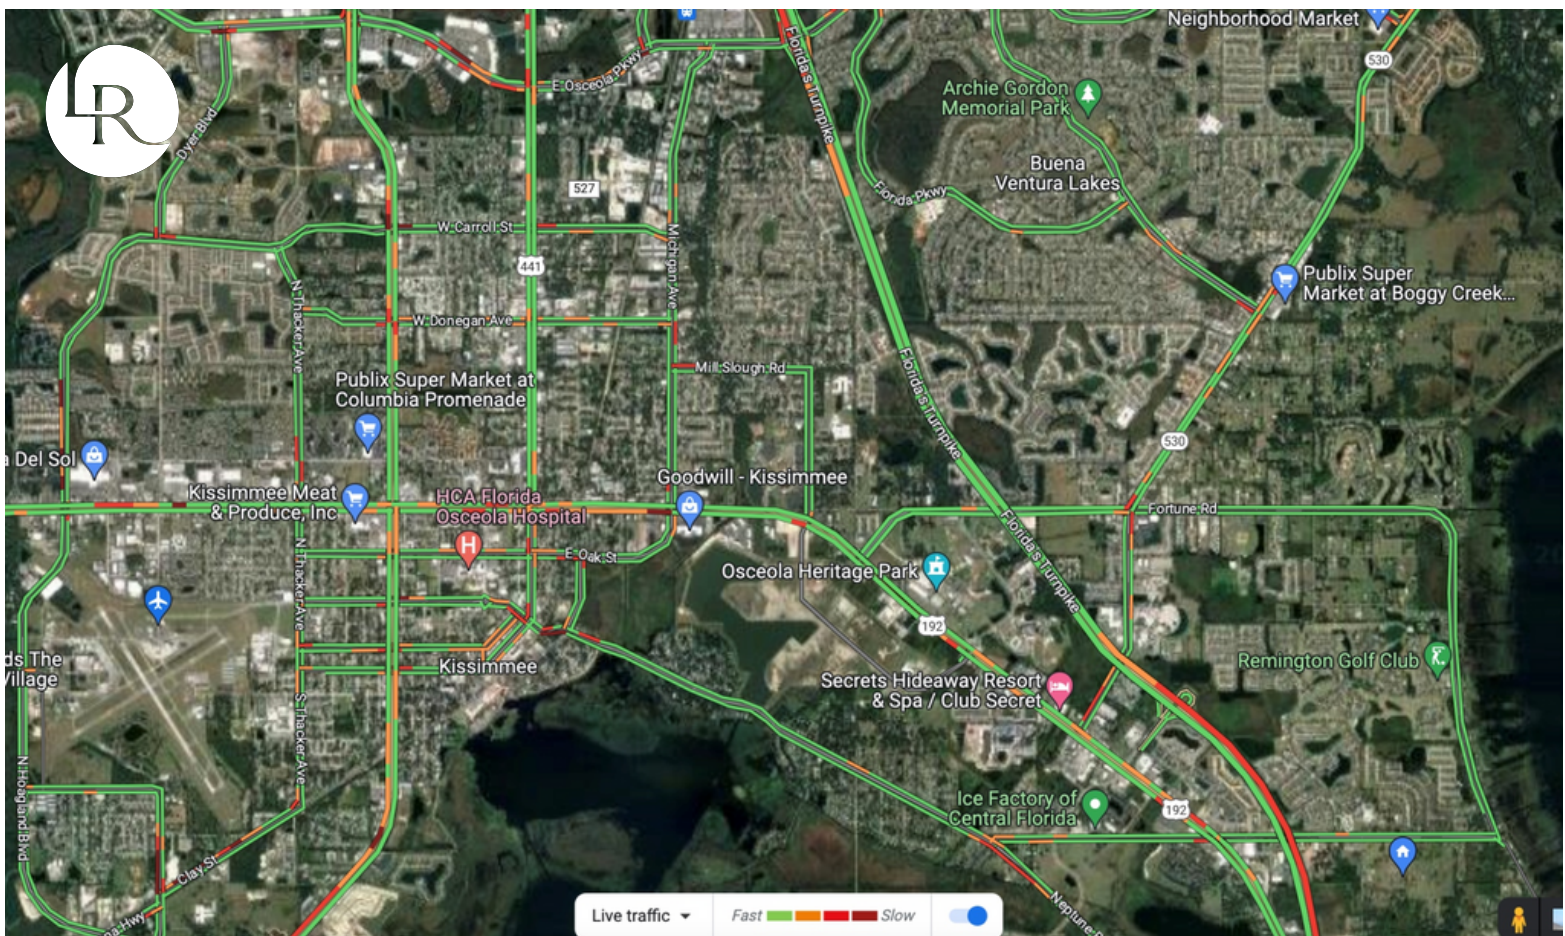 Neighborhood Market
530
LR
E Osceola Pkwy
Florida's Turnpike
Archie Gordon
Memorial Park
Dyer Blvd
Buena
Ventura Lakes
527
Florida Pkwy
W Carroll St
Michigan Ave
441
Publix Super
Market at Boggy Creek...
N Thacker Ave
W Donegan Ave
Mill Slough Rd
Florida's Turnpike
Publix Super Market at
Columbia Promenade
530
a Del Sol
Goodwill - Kissimmee
Kissimmee Meat
& Produce, Inc
HCA Florida
Osceola Hospital
Fortune Rd
Florida's Turnpike
N Thacker Ave
E Oak St
H
Osceola Heritage Park
192
ds The
Village
Kissimmee
Remington Golf Club
Secrets Hideaway Resort
& Spa / Club Secret
S Thacker Ave
N Hoagland Blvd
Ice Factory of
Central Florida
192
Clay St
na Hwy
Neptune R
Live traffic
Fast
Slow